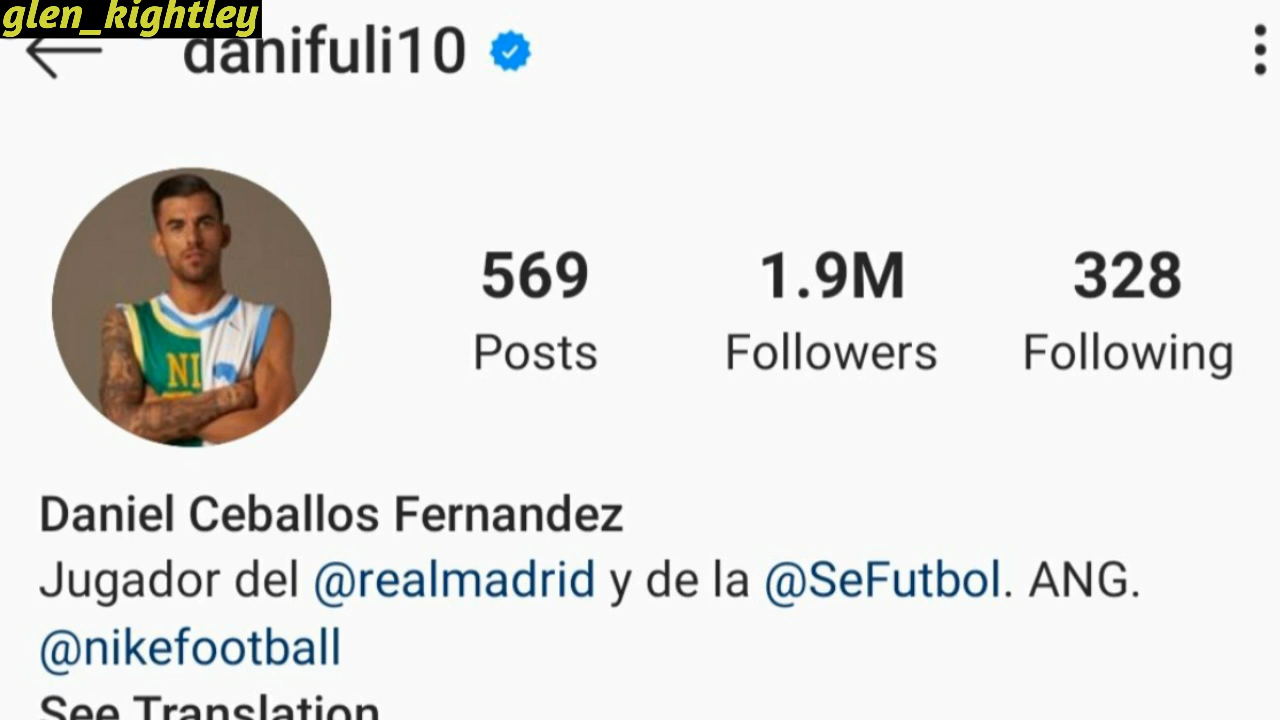 glen_kightley
danifuli10
569 1.9M 328
Posts Followers Following
NI
Daniel Ceballos Fernandez
Jugador del @realmadrid y de la @SeFutbol. ANG.
@nikefootball
See Translation